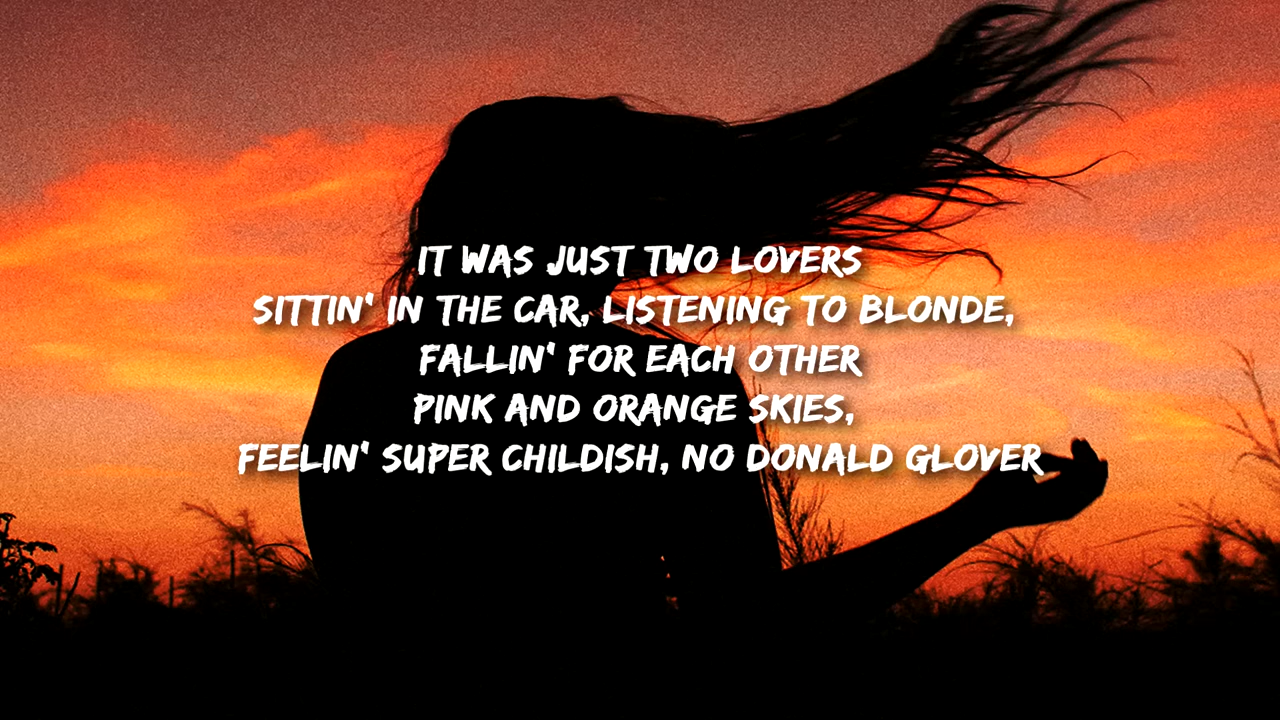 IT WAS JUST TWO LOVERS
SITTIN' IN THE CAR, LISTENING TO BLONDE,
FALLIN' FOR EACH OTHER
PINK AND ORANGE SKIES,
FEELIN' SUPER CHILDISH, NO DONALD GLOVER